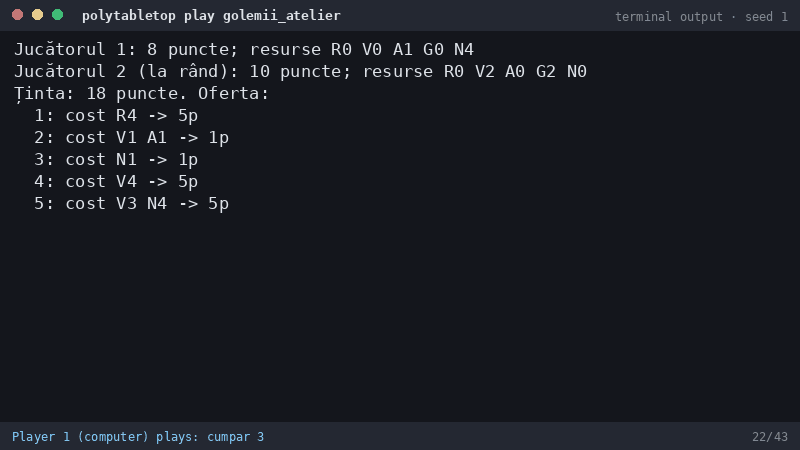 polytabletop play golemii_atelier
terminal output · seed 1
Jucătorul 1: 8 puncte; resurse R0 V0 A1 G0 N4
Jucătorul 2 (la rând): 10 puncte; resurse R0 V2 A0 G2 N0
Ținta: 18 puncte. Oferta:
1: cost R4 -> 5p
2: cost V1 A1 -> 1p
3: cost N1 -> 1p
4: cost V4 -> 5p
5: cost V3 N4 -> 5p
Player 1 (computer) plays: cumpar 3
22/43